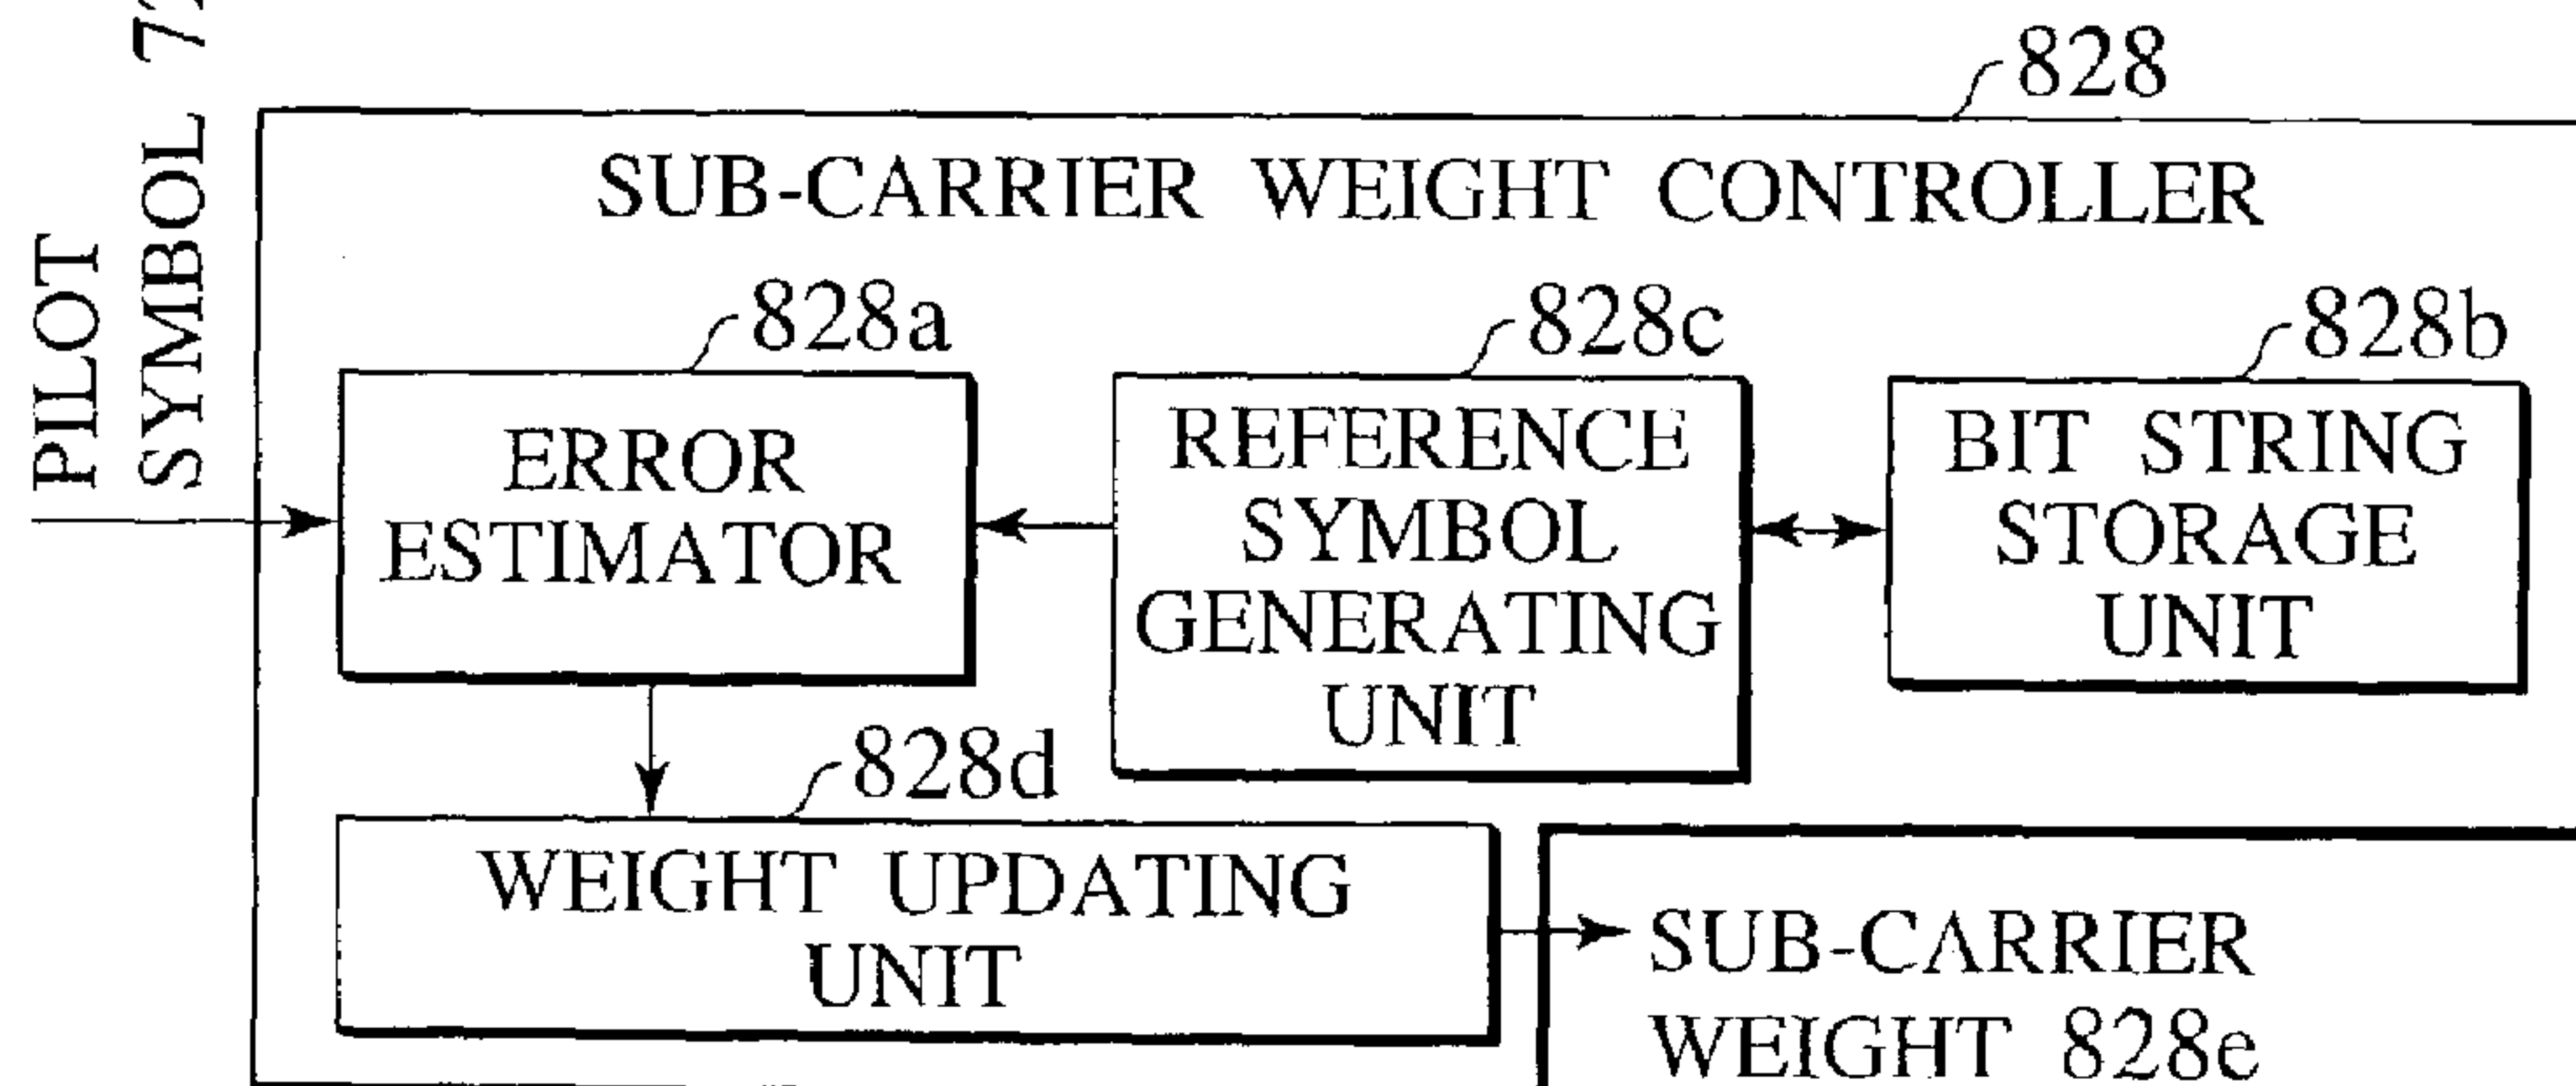 PILOT
SYMBOL
828
SUB-CARRIER WEIGHT CONTROLLER
828a
828c
828b
ERROR
ESTIMATOR
REFERENCE
SYMBOL
GENERATING
UNIT
BIT STRING
STORAGE
UNIT
828d
WEIGHT UPDATING
UNIT
SUB-CARRIER
WEIGHT 828e